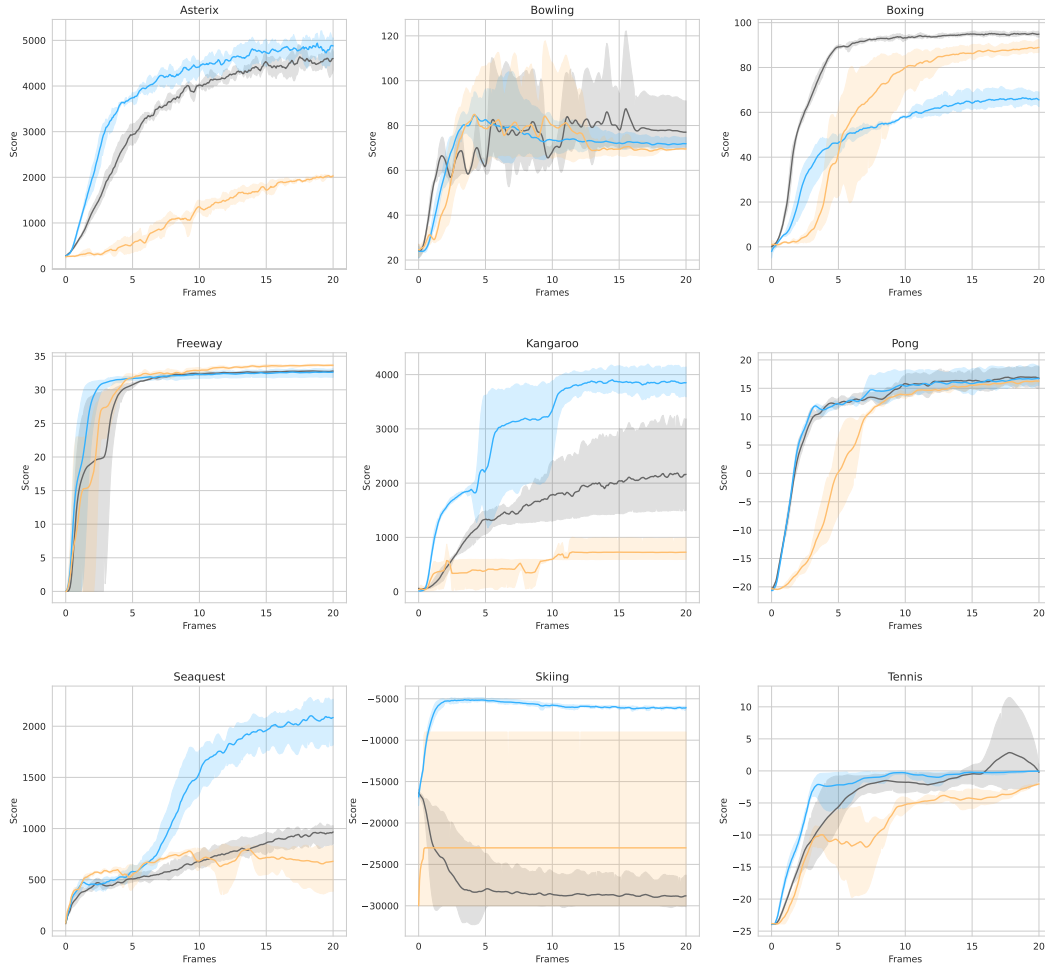 Asterix
Score
5000
4000
3000
2000
1000
0
0 5 10 15 20
Frames
Bowling
Score
120
100
80
60
40
20
0 5 10 15 20
Frames
Boxing
Score
100
80
60
40
20
0
0 5 10 15 20
Frames
Freeway
Score
35
30
25
20
15
10
5
0
0 5 10 15 20
Frames
Kangaroo
Score
4000
3000
2000
1000
0
0 5 10 15 20
Frames
Pong
Score
20
15
10
5
0
−5
−10
−15
−20
0 5 10 15 20
Frames
Seaquest
Score
2000
1500
1000
500
0
0 5 10 15 20
Frames
Skiing
Score
−5000
−10000
−15000
−20000
−25000
−30000
0 5 10 15 20
Frames
Tennis
Score
10
5
0
−5
−10
−15
−20
−25
0 5 10 15 20
Frames